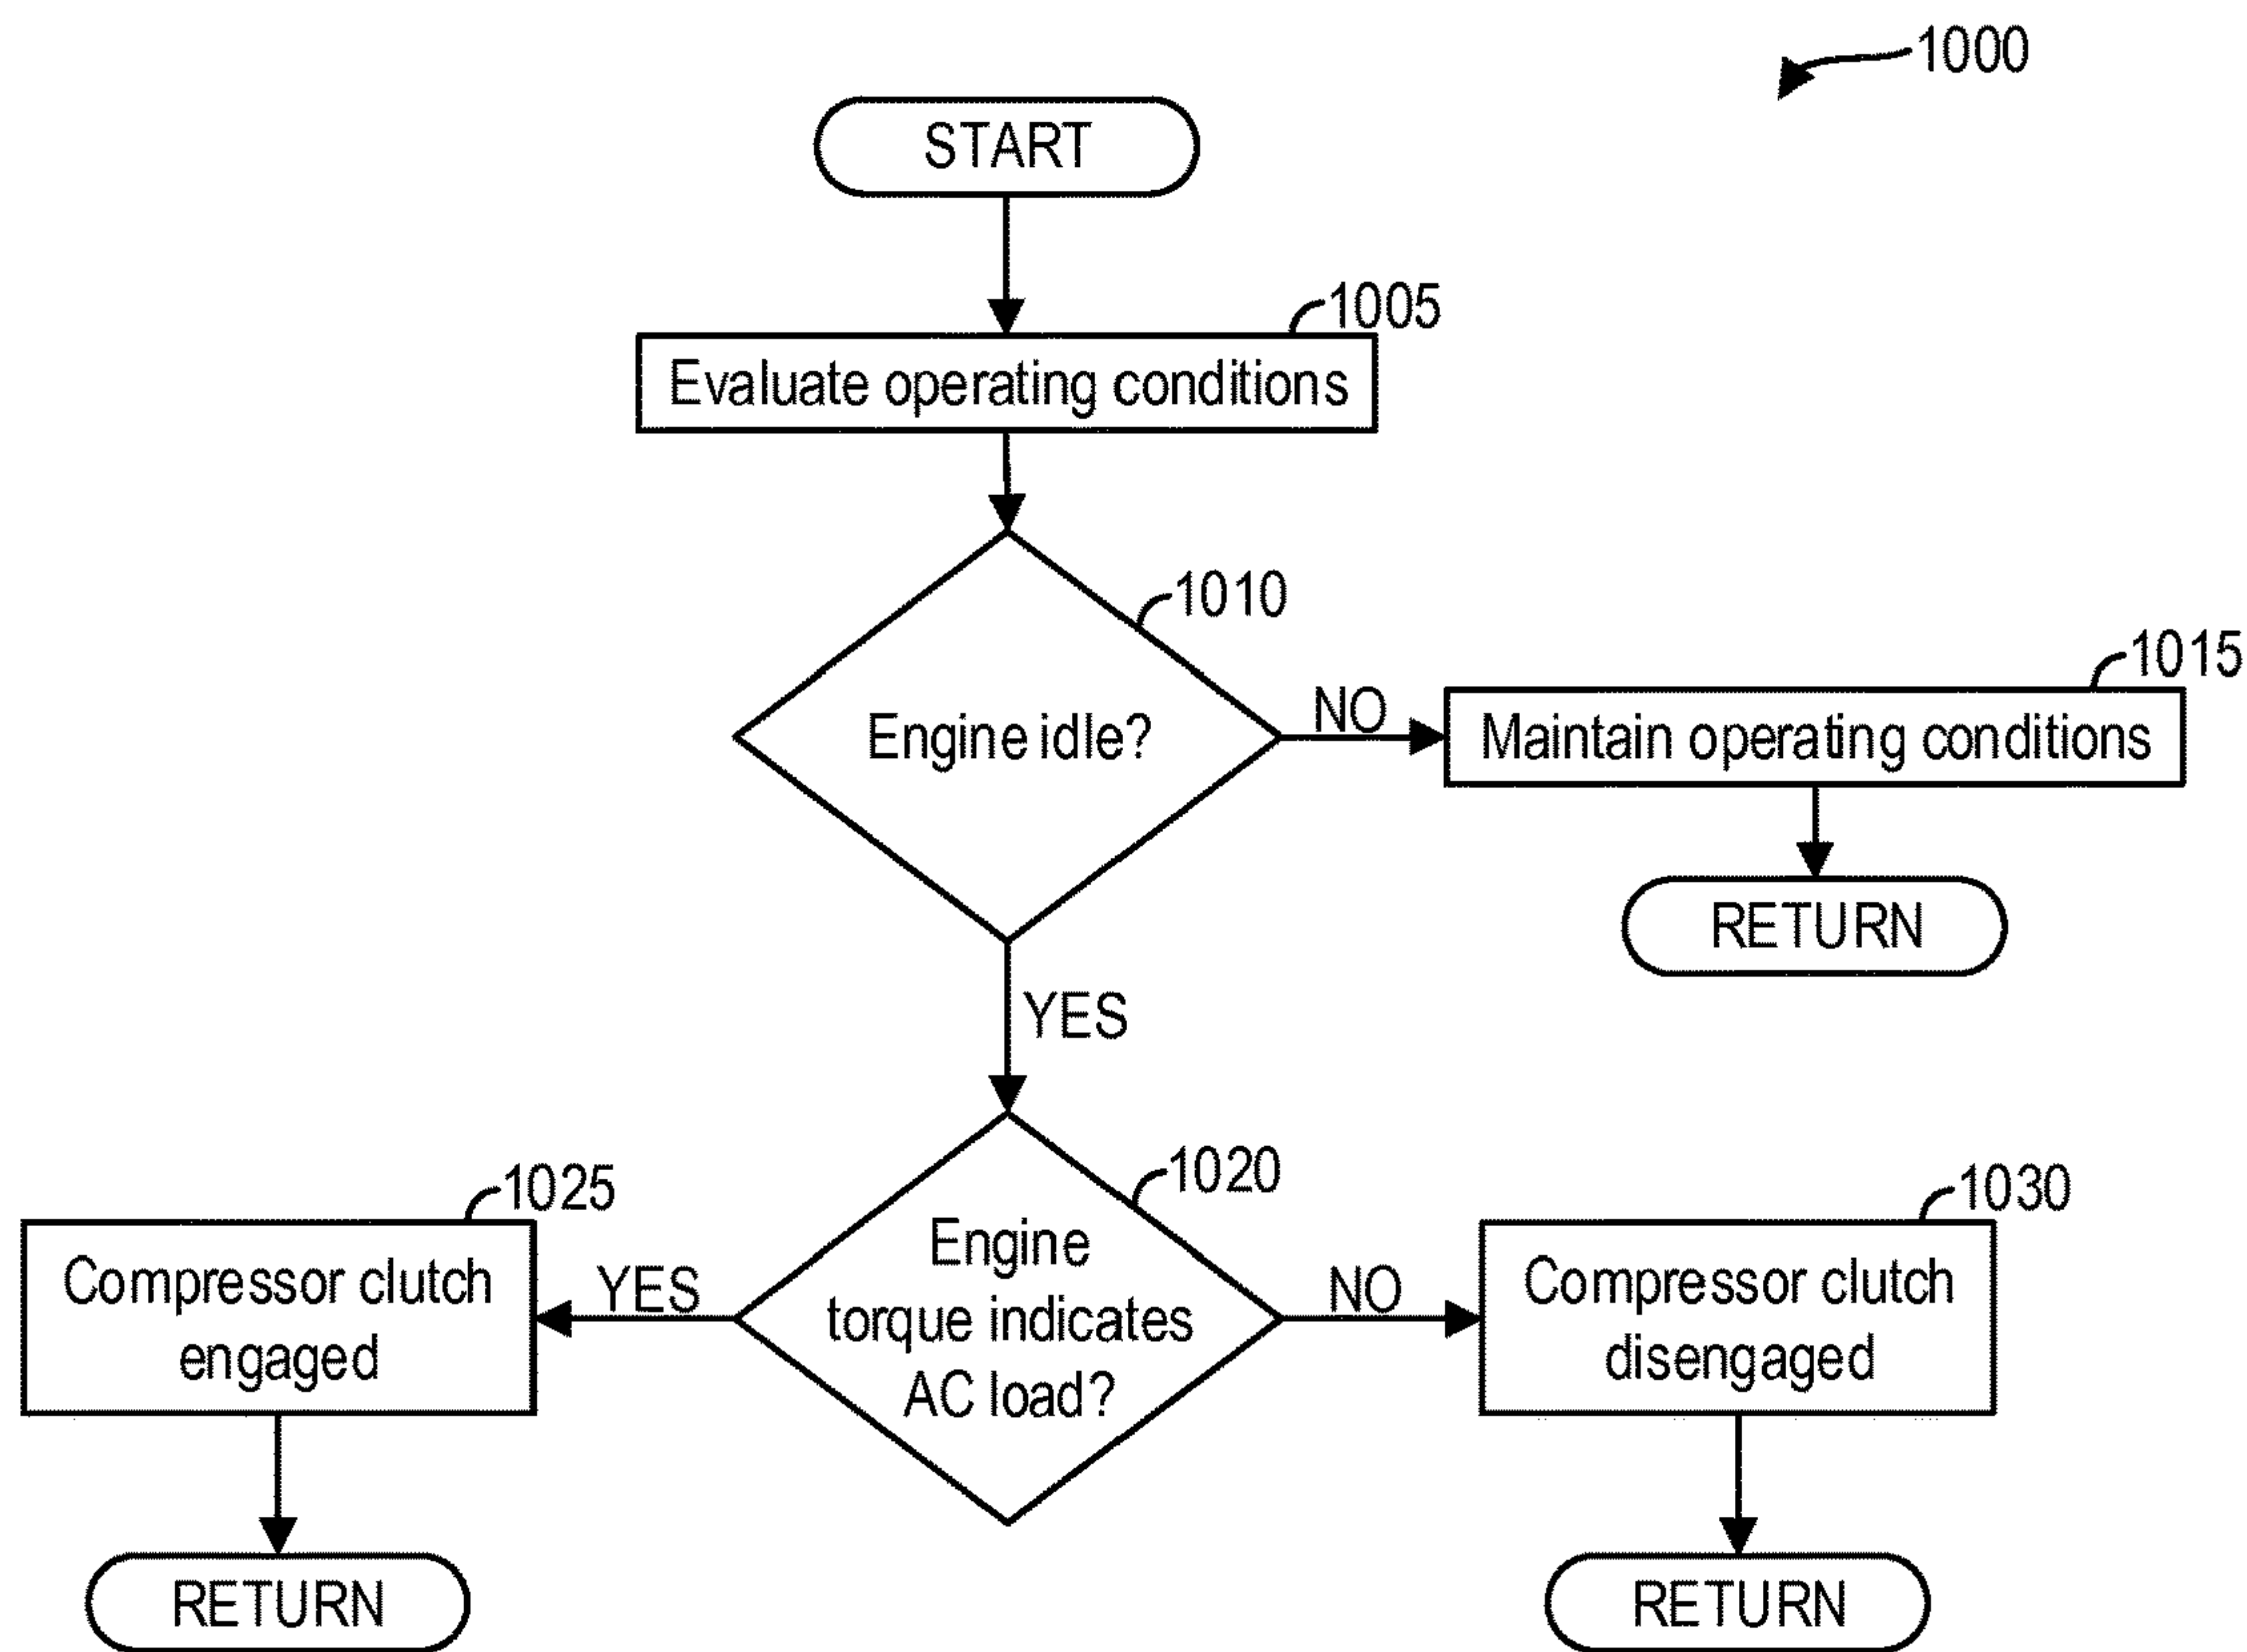 1000
START
1005
Evaluate operating conditions
1010
Engine idle?
NO
1015
Maintain operating conditions
RETURN
YES
1020
Engine
torque indicates
AC load?
YES
1025
Compressor clutch
engaged
RETURN
NO
1030
Compressor clutch
disengaged
RETURN